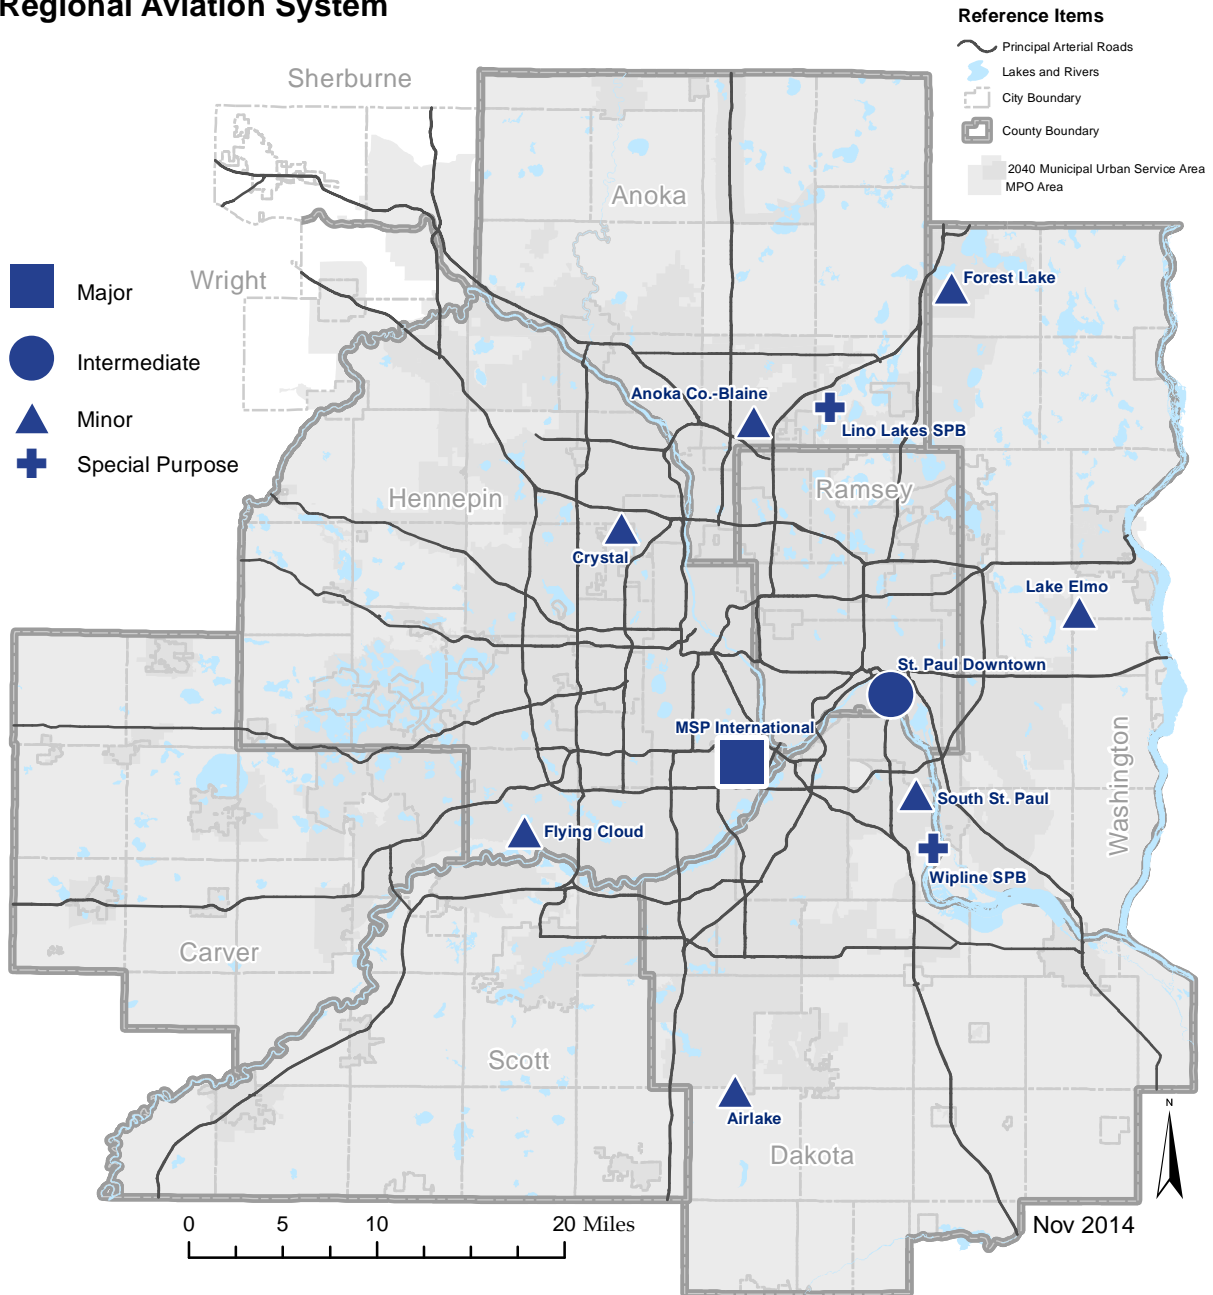 Regional Aviation System
Reference Items
Principal Arterial Roads
Lakes and Rivers
City Boundary
County Boundary
2040 Municipal Urban Service Area
MPO Area
Sherburne
Anoka
Wright
Major
Intermediate
Minor
Special Purpose
Forest Lake
Anoka Co.-Blaine
Lino Lakes SPB
Hennepin
Ramsey
Crystal
Lake Elmo
St. Paul Downtown
MSP International
Washington
South St. Paul
Flying Cloud
Wipline SPB
Carver
Scott
Airlake
Dakota
N
Nov 2014
0 5 10 20 Miles